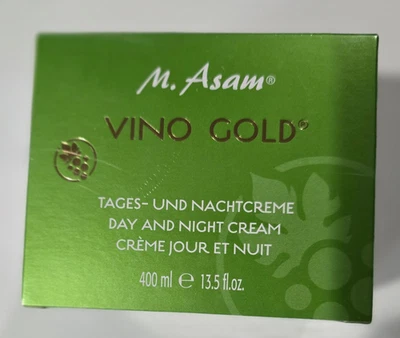 M. Asam®
VINO GOLD®
TAGES- UND NACHTCREME
DAY AND NIGHT CREAM
CRÈME JOUR ET NUIT
400 ml ℮ 13.5 fl.oz.